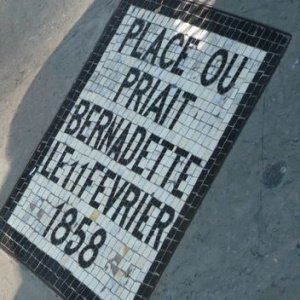 PLACE OU
PRIAIT
BERNADETTE
LE 11 FEVRIER
1858